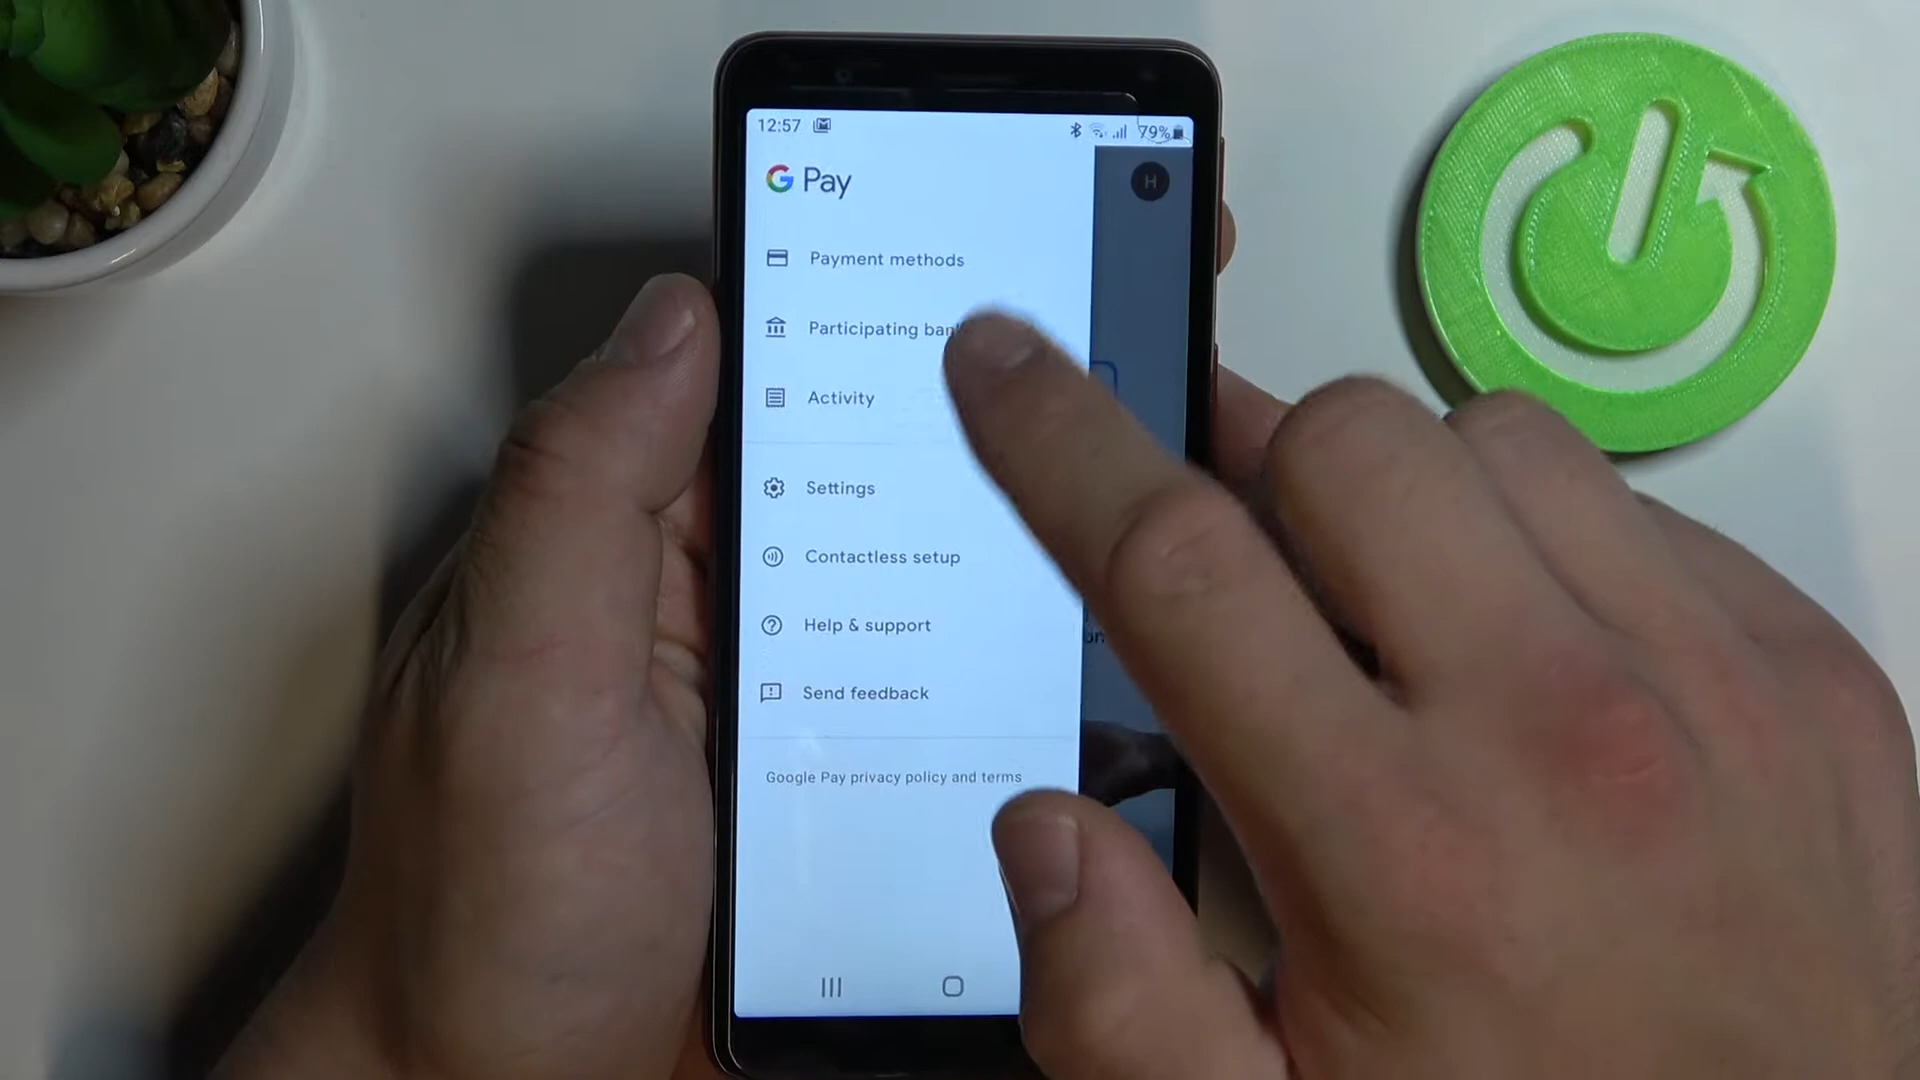 12:57
79%
G Pay
H
Payment methods
Participating
Activity
Settings
Contactless setup
Help & support
Send feedback
Google Pay privacy policy and terms